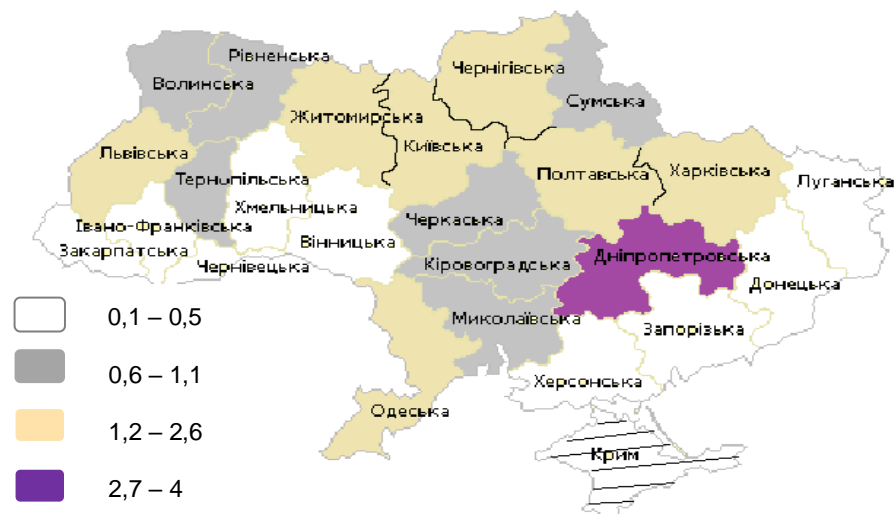 Рівненська
Волинська
Чернігівська
Сумська
Житомирська
Київська
Львівська
Полтавська
Харківська
Тернопільська
Луганська
Хмельницька
Черкаська
Івано-Франківська
Закарпатська
Вінницька
Чернівецька
Кіровоградська
Дніпропетровська
Донецька
Миколаївська
Запорізька
Херсонська
Одеська
Крим
0,1 – 0,5
0,6 – 1,1
1,2 – 2,6
2,7 – 4